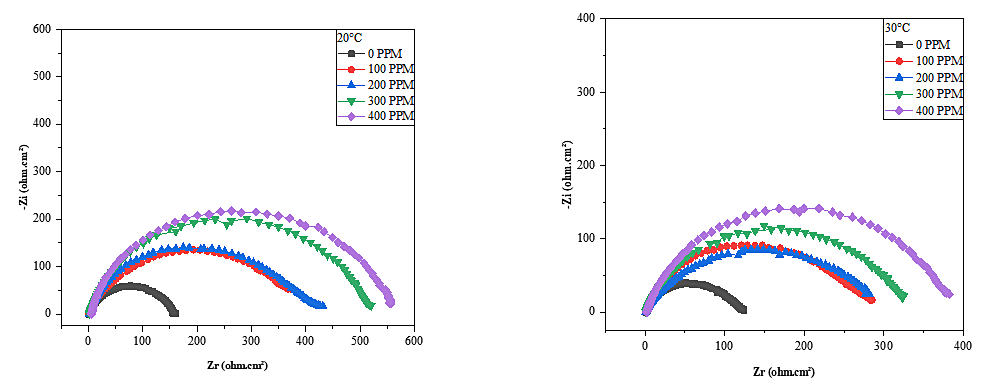 20°C
0 PPM
100 PPM
200 PPM
300 PPM
400 PPM
600
500
400
300
200
100
0
-Zi (ohm.cm²)
0 100 200 300 400 500 600
Zr (ohm.cm²)
30°C
0 PPM
100 PPM
200 PPM
300 PPM
400 PPM
400
300
200
100
0
-Zi (ohm.cm²)
0 100 200 300 400
Zr (ohm.cm²)